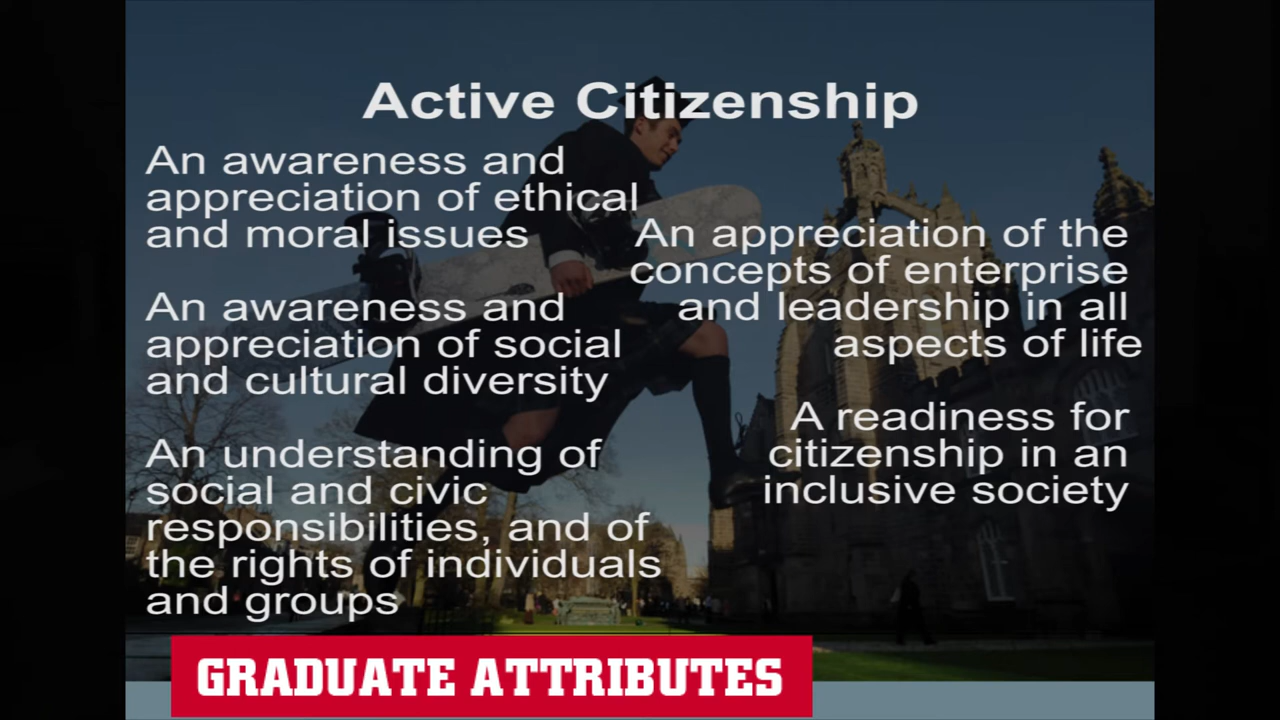 Active Citizenship
An awareness and
appreciation of ethical
and moral issues
An awareness and
appreciation of social
and cultural diversity
An understanding of
social and civic
responsibilities, and of
the rights of individuals
and groups
An appreciation of the
concepts of enterprise
and leadership in all
aspects of life
A readiness for
citizenship in an
inclusive society
GRADUATE ATTRIBUTES